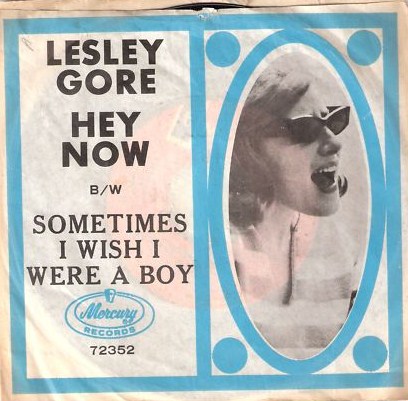 LESLEY
GORE
HEY
NOW
B/W
SOMETIMES
I WISH I
WERE A BOY
Mercury
RECORDS
72352